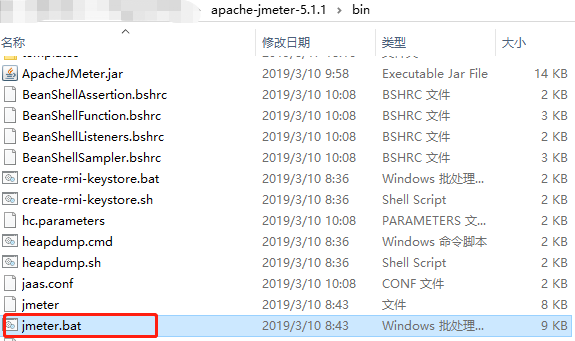 apache-jmeter-5.1.1 › bin
名称 修改日期 类型 大小
ApacheJMeter.jar 2019/3/10 9:58 Executable Jar File 14 KB
BeanShellAssertion.bshrc 2019/3/10 10:08 BSHRC 文件 2 KB
BeanShellFunction.bshrc 2019/3/10 10:08 BSHRC 文件 3 KB
BeanShellListeners.bshrc 2019/3/10 10:08 BSHRC 文件 2 KB
BeanShellSampler.bshrc 2019/3/10 10:08 BSHRC 文件 3 KB
create-rmi-keystore.bat 2019/3/10 8:36 Windows 批处理... 2 KB
create-rmi-keystore.sh 2019/3/10 8:36 Shell Script 2 KB
hc.parameters 2019/3/10 10:08 PARAMETERS 文... 2 KB
heapdump.cmd 2019/3/10 8:36 Windows 命令脚本 2 KB
heapdump.sh 2019/3/10 8:36 Shell Script 2 KB
jaas.conf 2019/3/10 10:08 CONF 文件 2 KB
jmeter 2019/3/10 8:43 文件 8 KB
jmeter.bat 2019/3/10 8:43 Windows 批处理... 9 KB